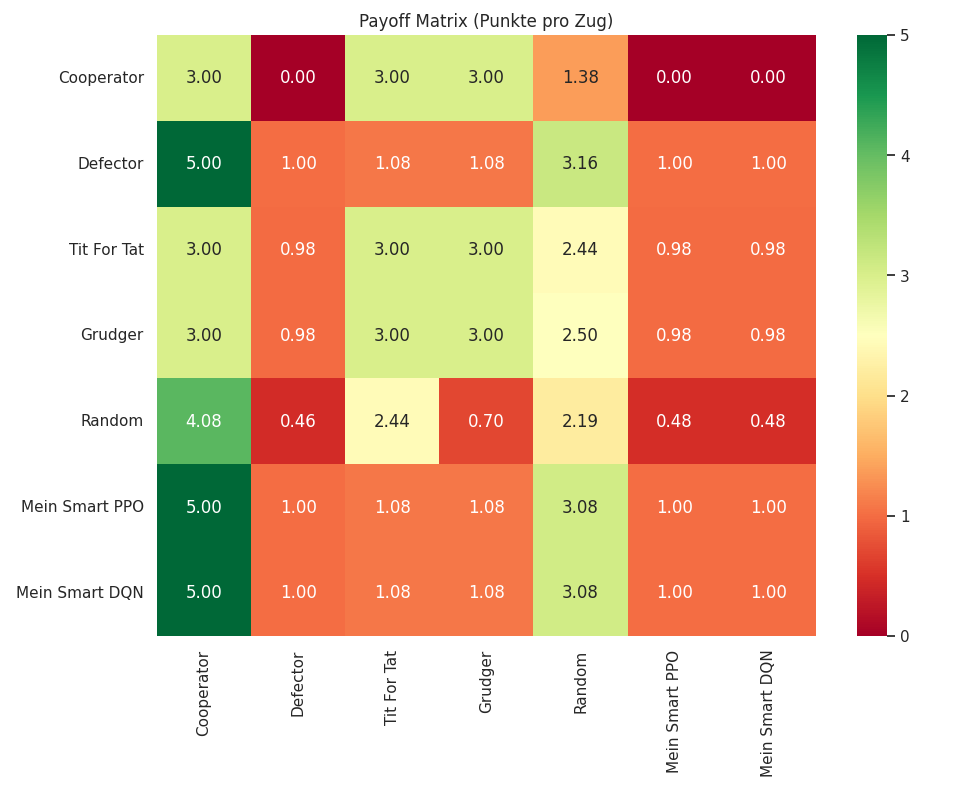 Payoff Matrix (Punkte pro Zug)
Cooperator 3.00 0.00 3.00 3.00 1.38 0.00 0.00
Defector 5.00 1.00 1.08 1.08 3.16 1.00 1.00
Tit For Tat 3.00 0.98 3.00 3.00 2.44 0.98 0.98
Grudger 3.00 0.98 3.00 3.00 2.50 0.98 0.98
Random 4.08 0.46 2.44 0.70 2.19 0.48 0.48
Mein Smart PPO 5.00 1.00 1.08 1.08 3.08 1.00 1.00
Mein Smart DQN 5.00 1.00 1.08 1.08 3.08 1.00 1.00
Cooperator
Defector
Tit For Tat
Grudger
Random
Mein Smart PPO
Mein Smart DQN
5
4
3
2
1
0